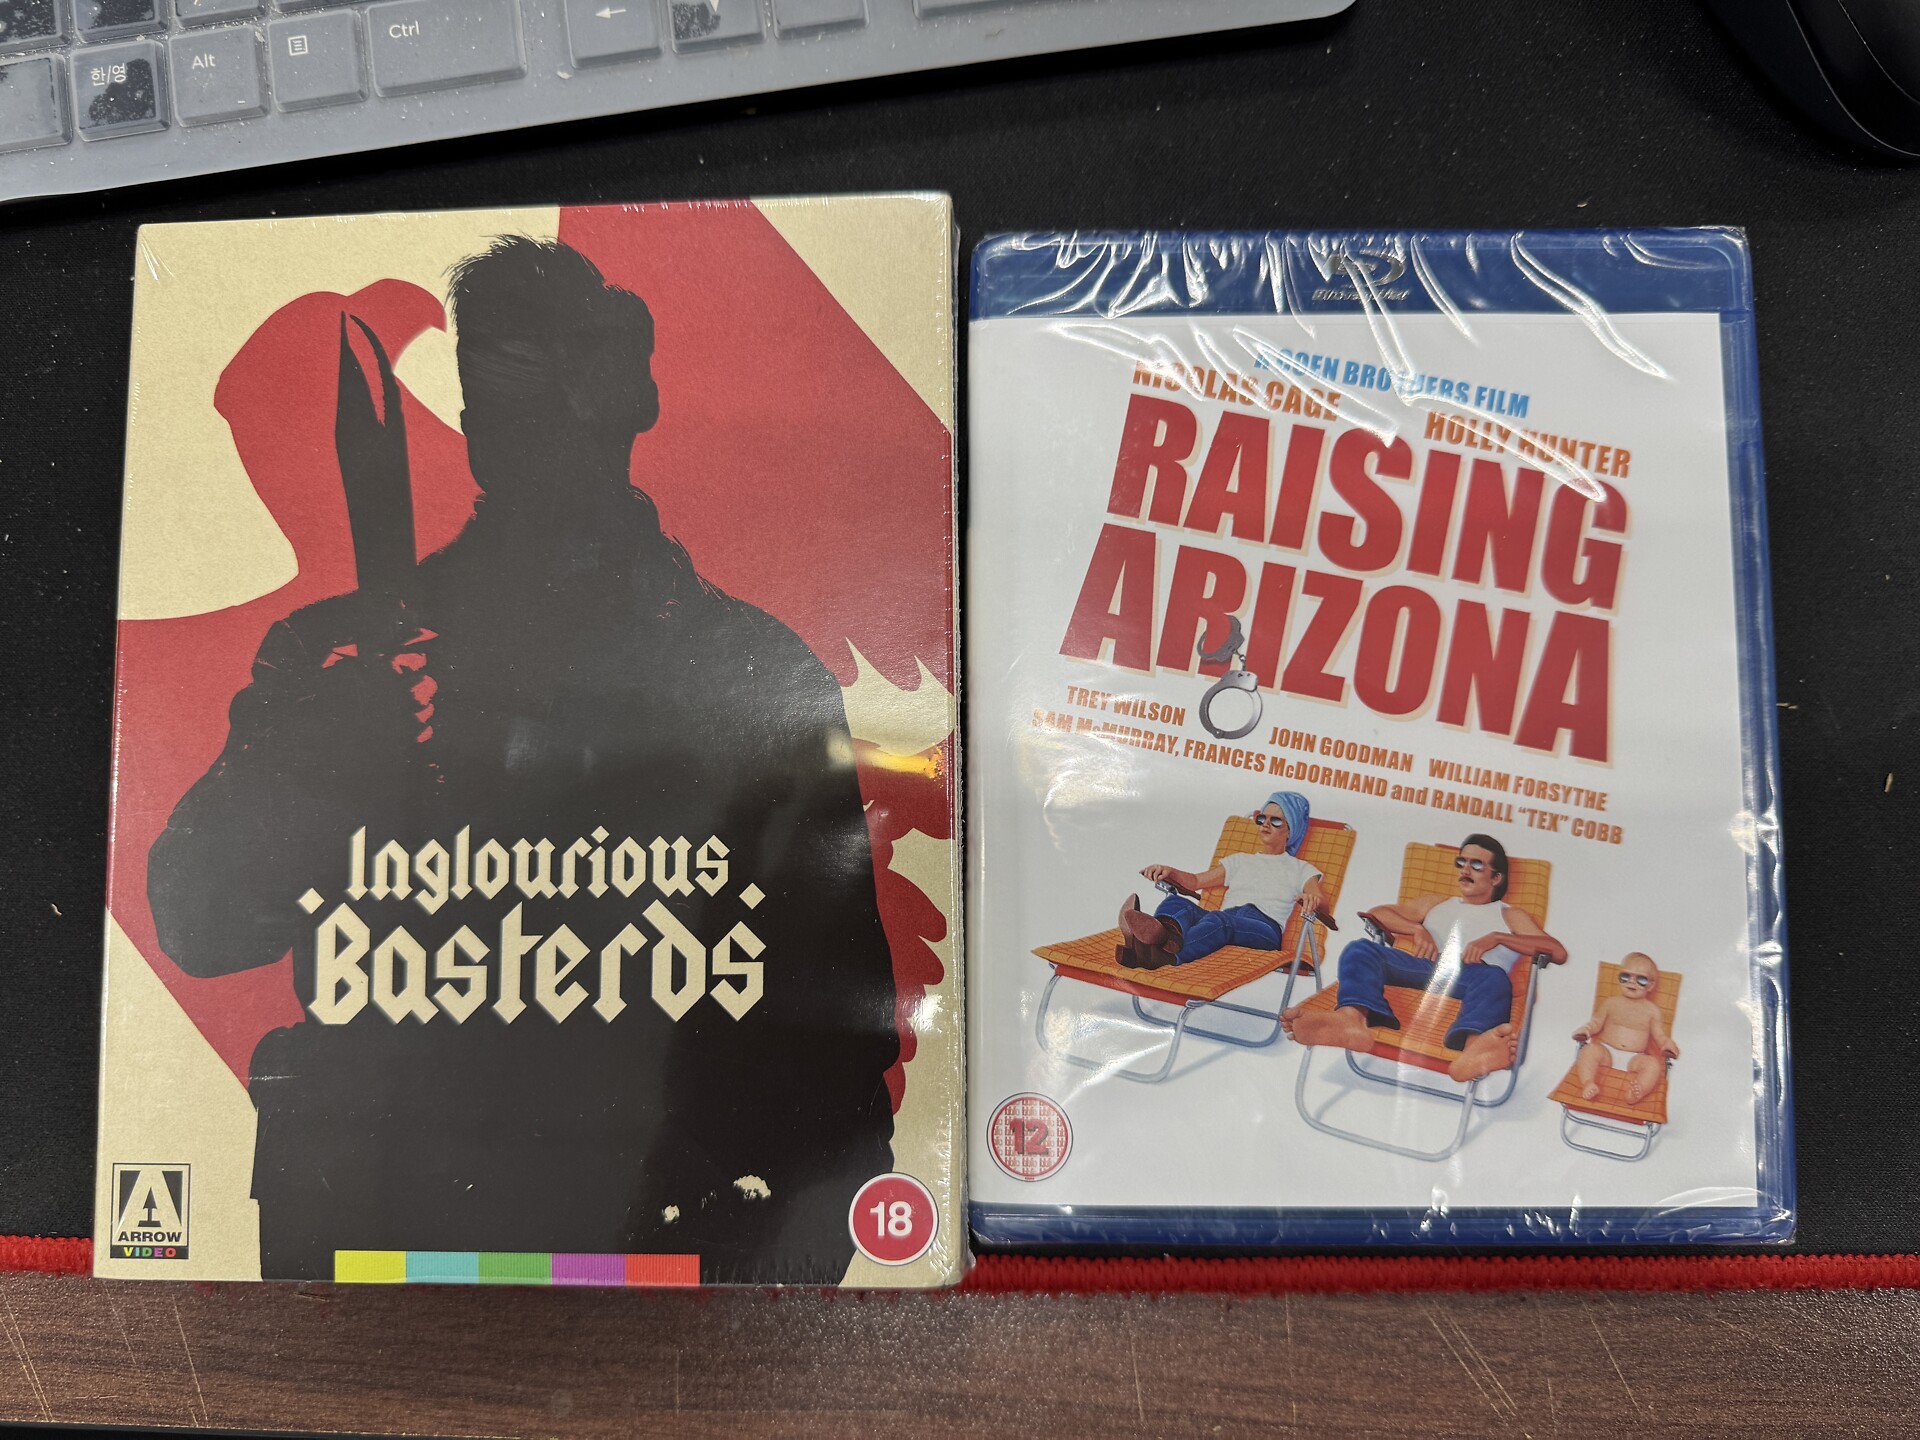 Ctrl
Alt
한/영
Inglourious
Basterds
A
ARROW
VIDEO
18
Blu-ray Disc
A COEN BROTHERS FILM
NICOLAS CAGE
HOLLY HUNTER
RAISING
ARIZONA
TREY WILSON JOHN GOODMAN WILLIAM FORSYTHE
SAM McMURRAY, FRANCES McDORMAND and RANDALL "TEX" COBB
12